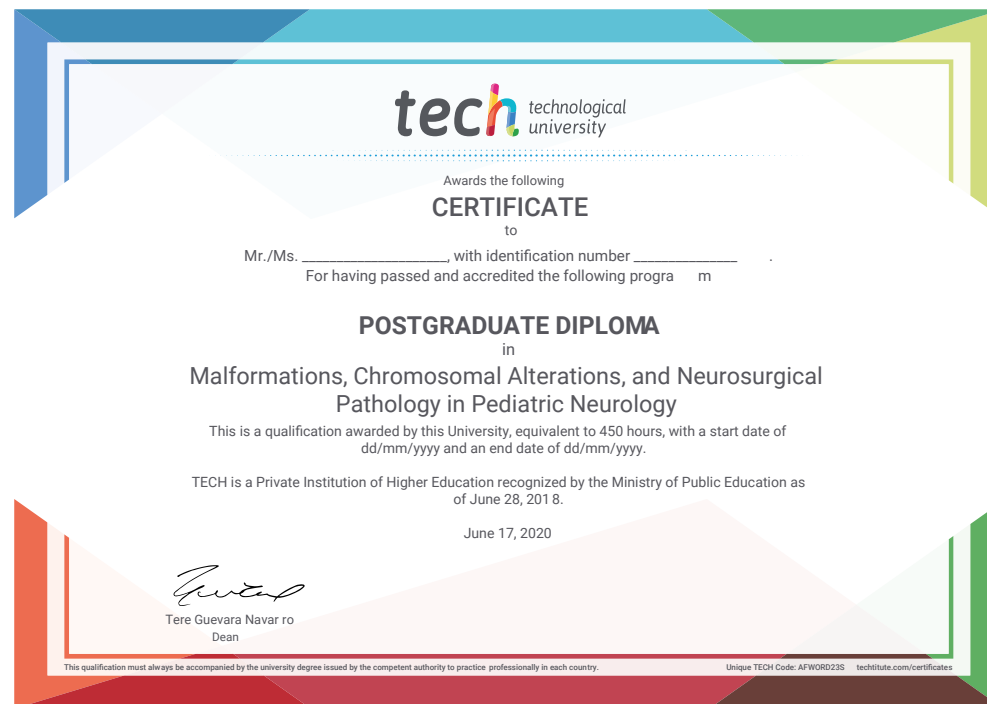 tech technological
university
Awards the following
CERTIFICATE
to
Mr./Ms. _____________________, with identification number _______________ .
For having passed and accredited the following progra m
POSTGRADUATE DIPLOMA
in
Malformations, Chromosomal Alterations, and Neurosurgical
Pathology in Pediatric Neurology
This is a qualification awarded by this University, equivalent to 450 hours, with a start date of
dd/mm/yyyy and an end date of dd/mm/yyyy.
TECH is a Private Institution of Higher Education recognized by the Ministry of Public Education as
of June 28, 201 8.
June 17, 2020
Tere Guevara Navar ro
Dean
This qualification must always be accompanied by the university degree issued by the competent authority to practice professionally in each country.
Unique TECH Code: AFWORD23S techtitute.com/certificates